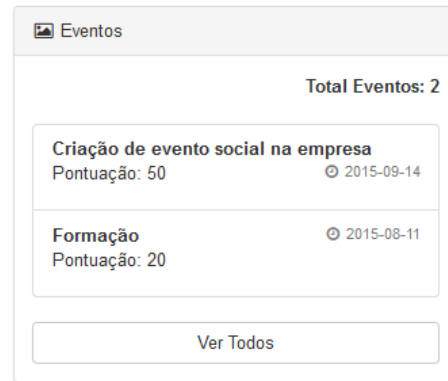 Eventos
Total Eventos: 2
Criação de evento social na empresa
Pontuação: 50 2015-09-14
Formação 2015-08-11
Pontuação: 20
Ver Todos